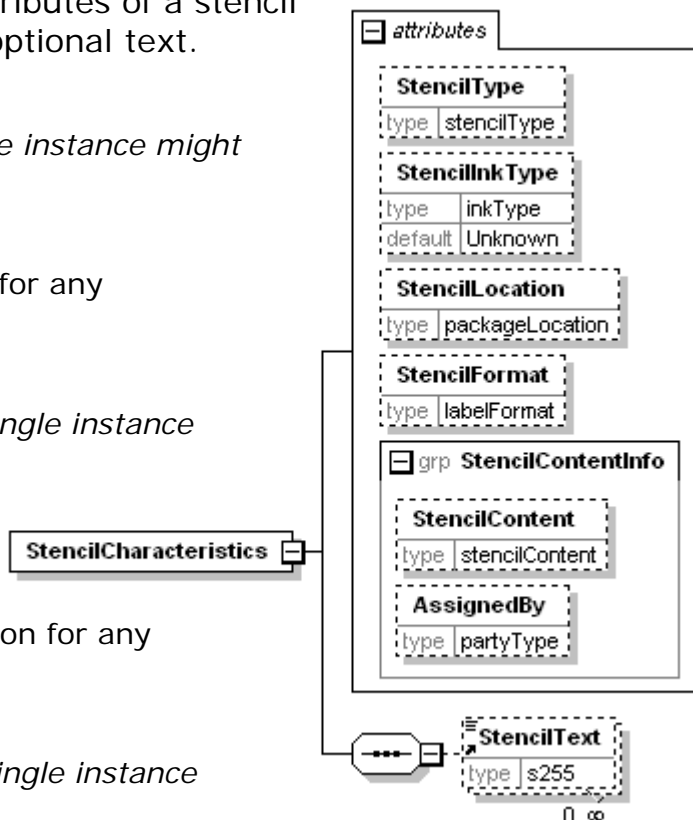 ributes of a stencil
optional text.
e instance might
for any
ngle instance
on for any
ingle instance
attributes
StencilType
type stencilType
StencilInkType
type inkType
default Unknown
StencilLocation
type packageLocation
StencilFormat
type labelFormat
grp StencilContentInfo
StencilContent
type stencilContent
AssignedBy
type partyType
StencilCharacteristics
StencilText
type s255
0..∞